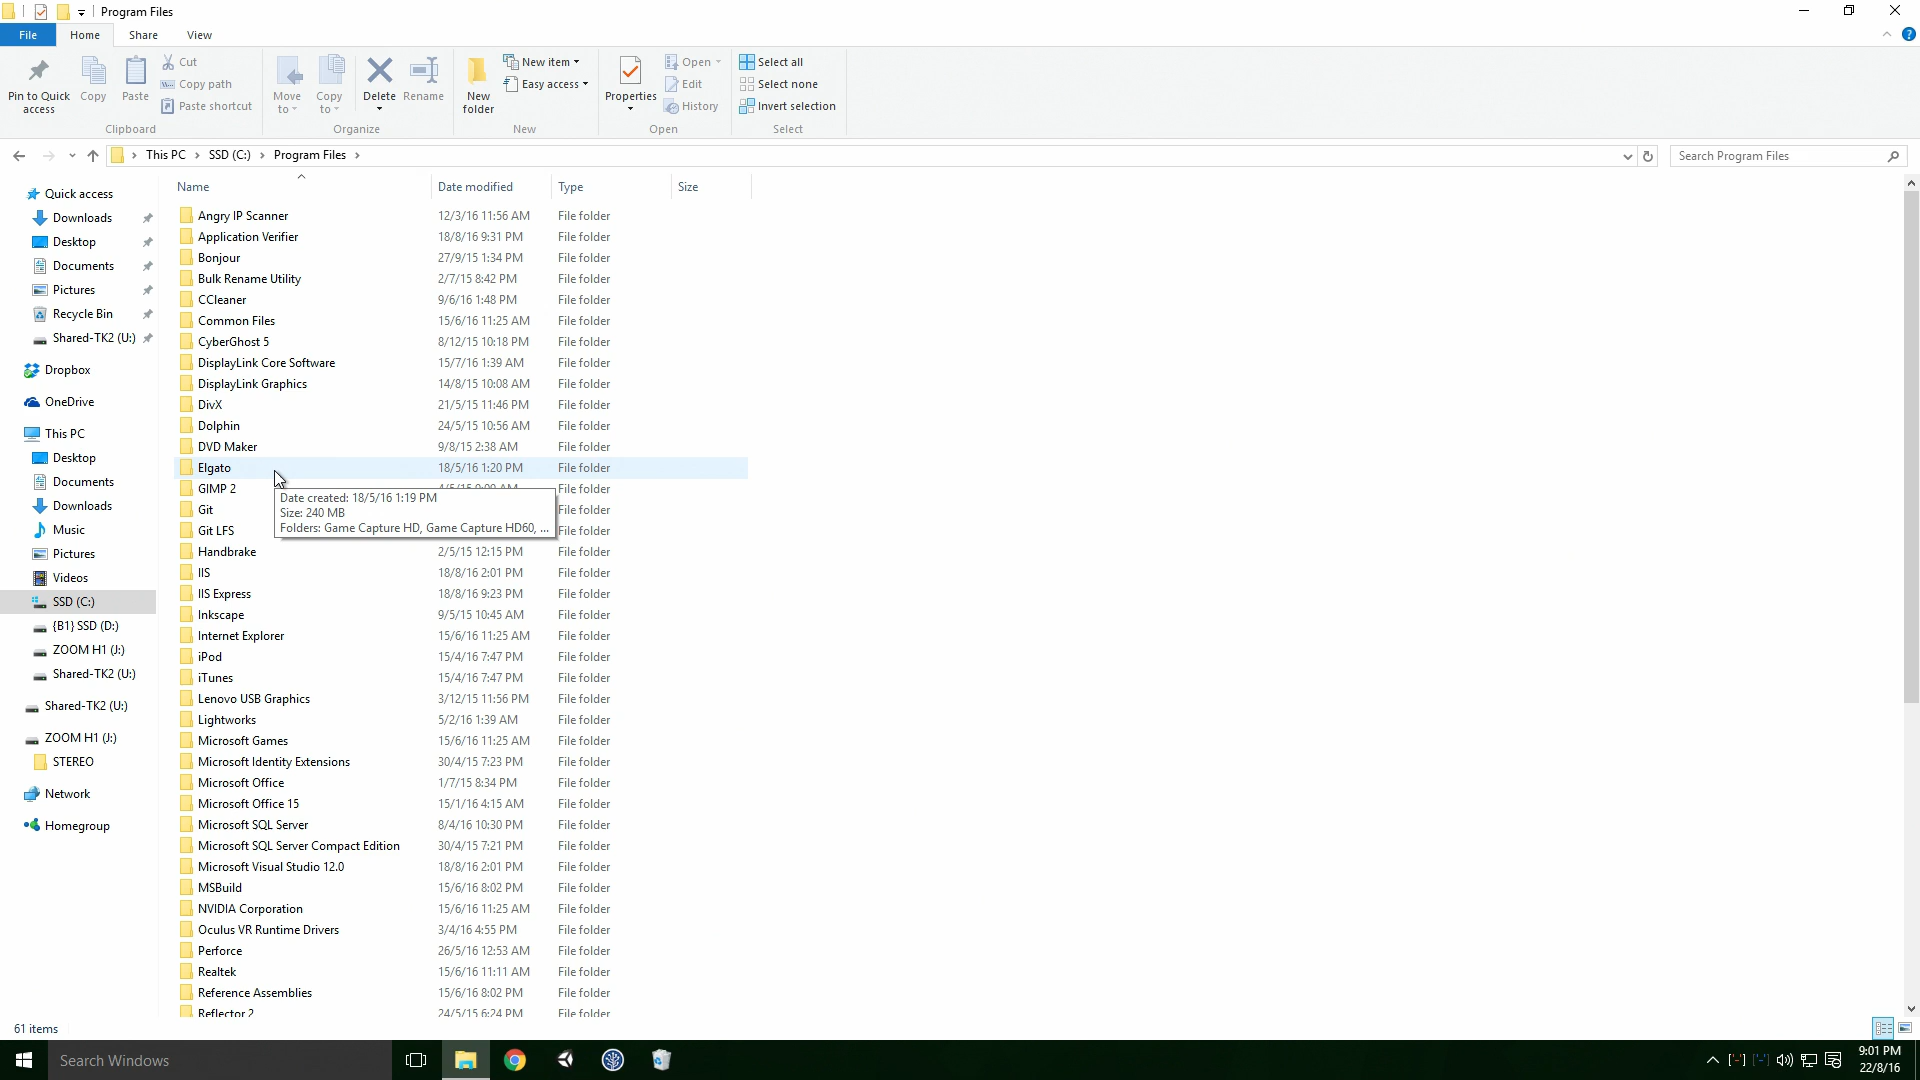 Program Files
File Home Share View
Pin to Quick access
Copy
Paste
Cut
Copy path
Paste shortcut
Clipboard
Move to
Copy to
Delete
Rename
Organize
New folder
New item
Easy access
New
Properties
Open
Edit
History
Open
Select all
Select none
Invert selection
Select
This PC SSD (C:) Program Files
Search Program Files
Quick access
Downloads
Desktop
Documents
Pictures
Recycle Bin
Shared-TK2 (U:)
Dropbox
OneDrive
This PC
Desktop
Documents
Downloads
Music
Pictures
Videos
SSD (C:)
{B1} SSD (D:)
ZOOM H1 (J:)
Shared-TK2 (U:)
Shared-TK2 (U:)
ZOOM H1 (J:)
STEREO
Network
Homegroup
Name Date modified Type Size
Angry IP Scanner 12/3/16 11:56 AM File folder
Application Verifier 18/8/16 9:31 PM File folder
Bonjour 27/9/15 1:34 PM File folder
Bulk Rename Utility 2/7/15 8:42 PM File folder
CCleaner 9/6/16 1:48 PM File folder
Common Files 15/6/16 11:25 AM File folder
CyberGhost 5 8/12/15 10:18 PM File folder
DisplayLink Core Software 15/7/16 1:39 AM File folder
DisplayLink Graphics 14/8/15 10:08 AM File folder
DivX 21/5/15 11:46 PM File folder
Dolphin 24/5/15 10:56 AM File folder
DVD Maker 9/8/15 2:38 AM File folder
Elgato 18/5/16 1:20 PM File folder
GIMP 2 File folder
Git File folder
Git LFS File folder
Date created: 18/5/16 1:19 PM
Size: 240 MB
Folders: Game Capture HD, Game Capture HD60, ...
Handbrake 2/5/15 12:15 PM File folder
IIS 18/8/16 2:01 PM File folder
IIS Express 18/8/16 9:23 PM File folder
Inkscape 9/5/15 10:45 AM File folder
Internet Explorer 15/6/16 11:25 AM File folder
iPod 15/4/16 7:47 PM File folder
iTunes 15/4/16 7:47 PM File folder
Lenovo USB Graphics 3/12/15 11:56 PM File folder
Lightworks 5/2/16 1:39 AM File folder
Microsoft Games 15/6/16 11:25 AM File folder
Microsoft Identity Extensions 30/4/15 7:23 PM File folder
Microsoft Office 1/7/15 8:34 PM File folder
Microsoft Office 15 15/1/16 4:15 AM File folder
Microsoft SQL Server 8/4/16 10:30 PM File folder
Microsoft SQL Server Compact Edition 30/4/15 7:21 PM File folder
Microsoft Visual Studio 12.0 18/8/16 2:01 PM File folder
MSBuild 15/6/16 8:02 PM File folder
NVIDIA Corporation 15/6/16 11:25 AM File folder
Oculus VR Runtime Drivers 3/4/16 4:55 PM File folder
Perforce 26/5/16 12:53 AM File folder
Realtek 15/6/16 11:11 AM File folder
Reference Assemblies 15/6/16 8:02 PM File folder
Reflector 2 24/5/15 6:24 PM File folder
61 items
Search Windows
9:01 PM
22/8/16